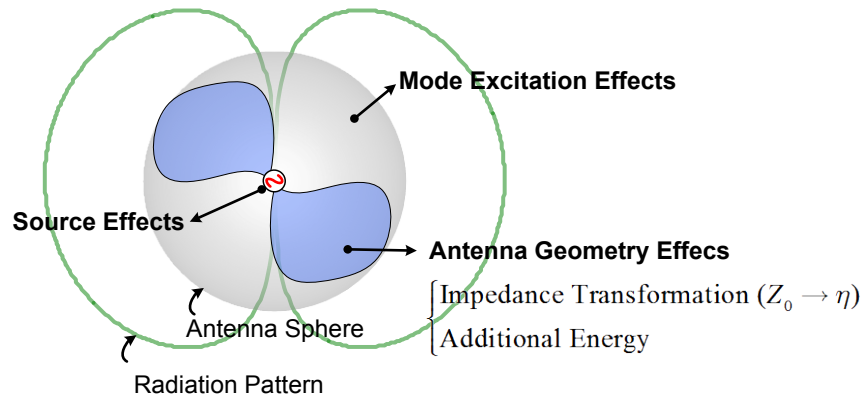 Mode Excitation Effects
Source Effects
Antenna Geometry Effecs
Impedance Transformation (Z₀ → η)
Additional Energy
Antenna Sphere
Radiation Pattern